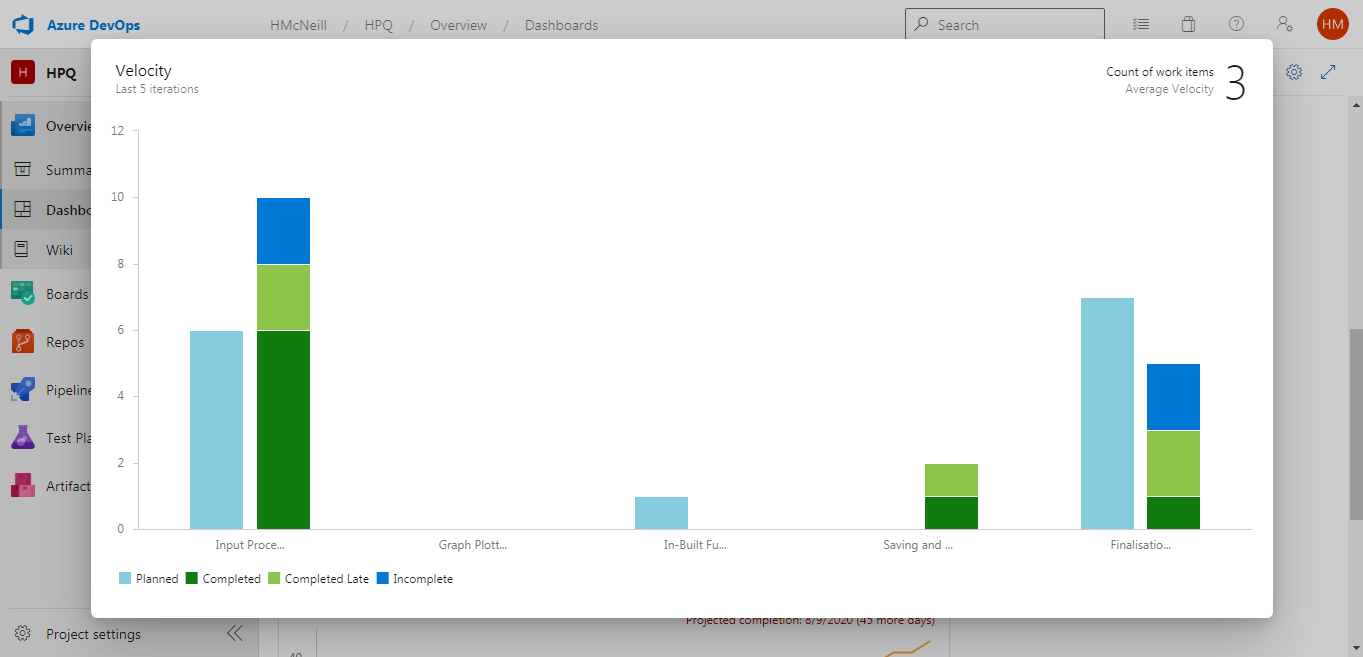 Azure DevOps
HMcNeill / HPQ / Overview / Dashboards
Search
HM
H
HPQ
Overvie
Summa
Dashbo
Wiki
Boards
Repos
Pipeline
Test Pla
Artifact
Project settings
Velocity
Last 5 iterations
Count of work items
Average Velocity
3
12
10
8
6
4
2
0
Input Proce...
Graph Plott...
In-Built Fu...
Saving and ...
Finalisatio...
Planned
Completed
Completed Late
Incomplete
Projected completion: 8/9/2020 (45 more days)
40